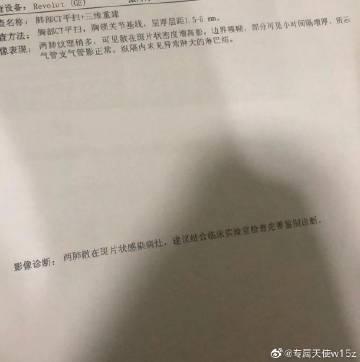 查设备：Revolut (GE)
查名称：肺部CT平扫+三维重建
查方法：胸部CT平扫，胸锁关节基线，呈厚层距1.5-5 mm。
像表现：两肺纹理稍多，可见散在斑片状密度增高影，边界模糊，部分可见小叶间隔增厚，所示
气管支气管影正常。纵隔内未见异常肿大的淋巴结。
影像诊断：两肺散在斑片状感染病灶，建议结合临床实验室检查完善鉴别诊断。
@专属天使w15z